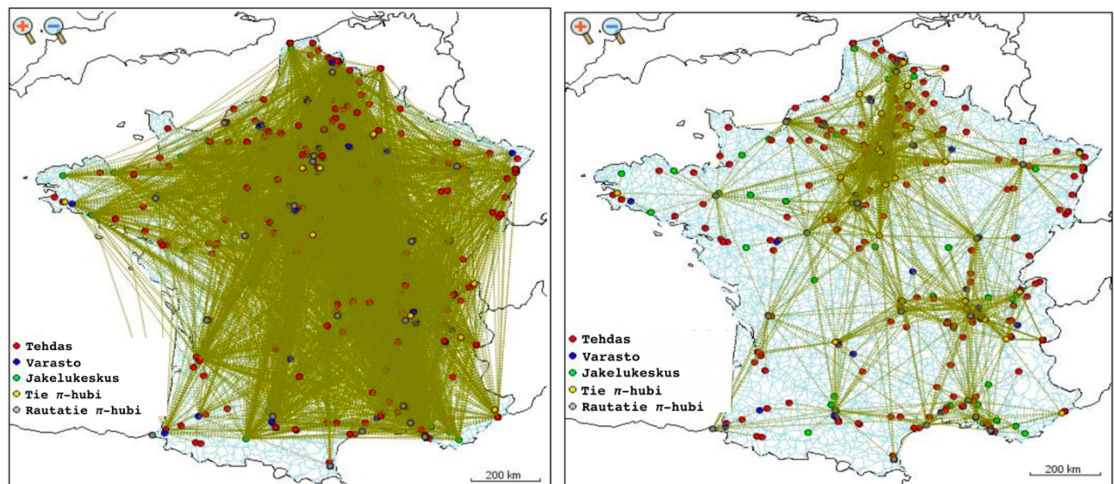 Tehdas
Varasto
Jakelukeskus
Tie π-hubi
Rautatie π-hubi
200 km
Tehdas
Varasto
Jakelukeskus
Tie π-hubi
Rautatie π-hubi
200 km